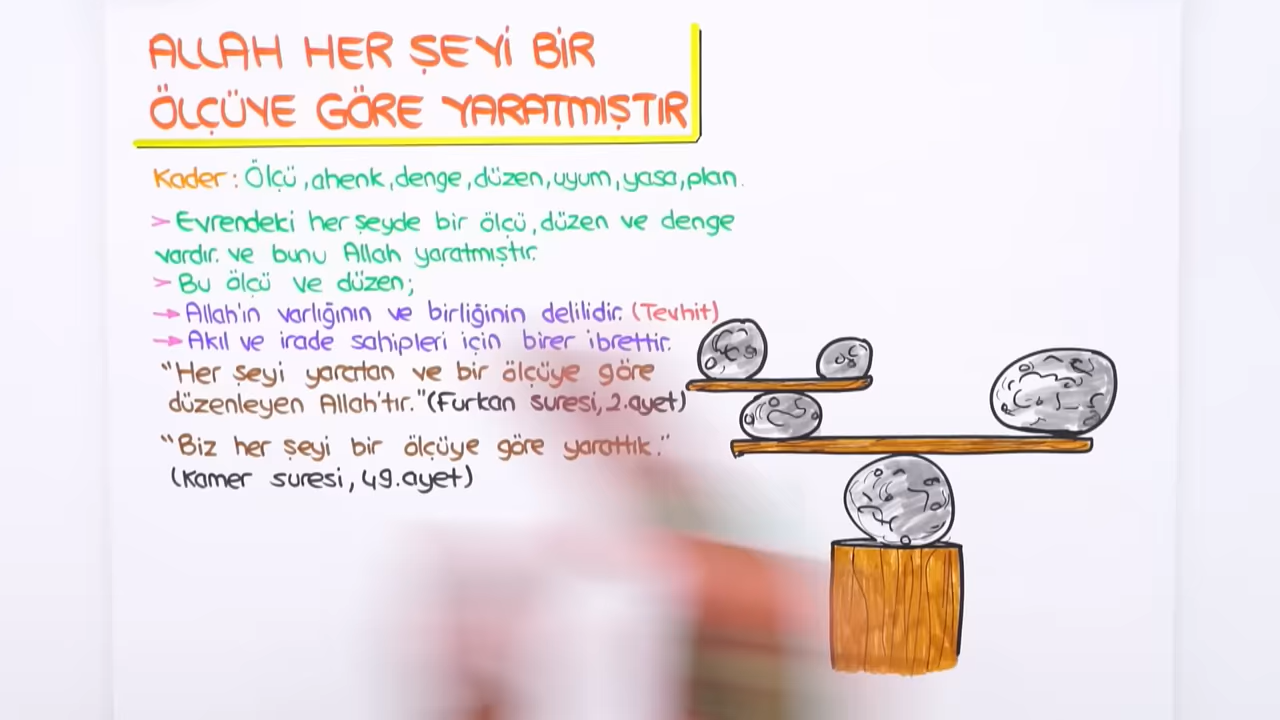 ALLAH HER ŞEYİ BİR
ÖLÇÜYE GÖRE YARATMIŞTIR
Kader: Ölçü, ahenk, denge, düzen, uyum, yasa, plan.
> Evrendeki her şeyde bir ölçü, düzen ve denge
vardır. ve bunu Allah yaratmıştır.
> Bu ölçü ve düzen;
→ Allah'ın varlığının ve birliğinin delilidir. (Tevhit)
→ Akıl ve irade sahipleri için birer ibrettir.
"Her şeyi yaratan ve bir ölçüye göre
düzenleyen Allah'tır." (Furkan suresi, 2.ayet)
"Biz her şeyi bir ölçüye göre yarattık."
(Kamer suresi, 49.ayet)